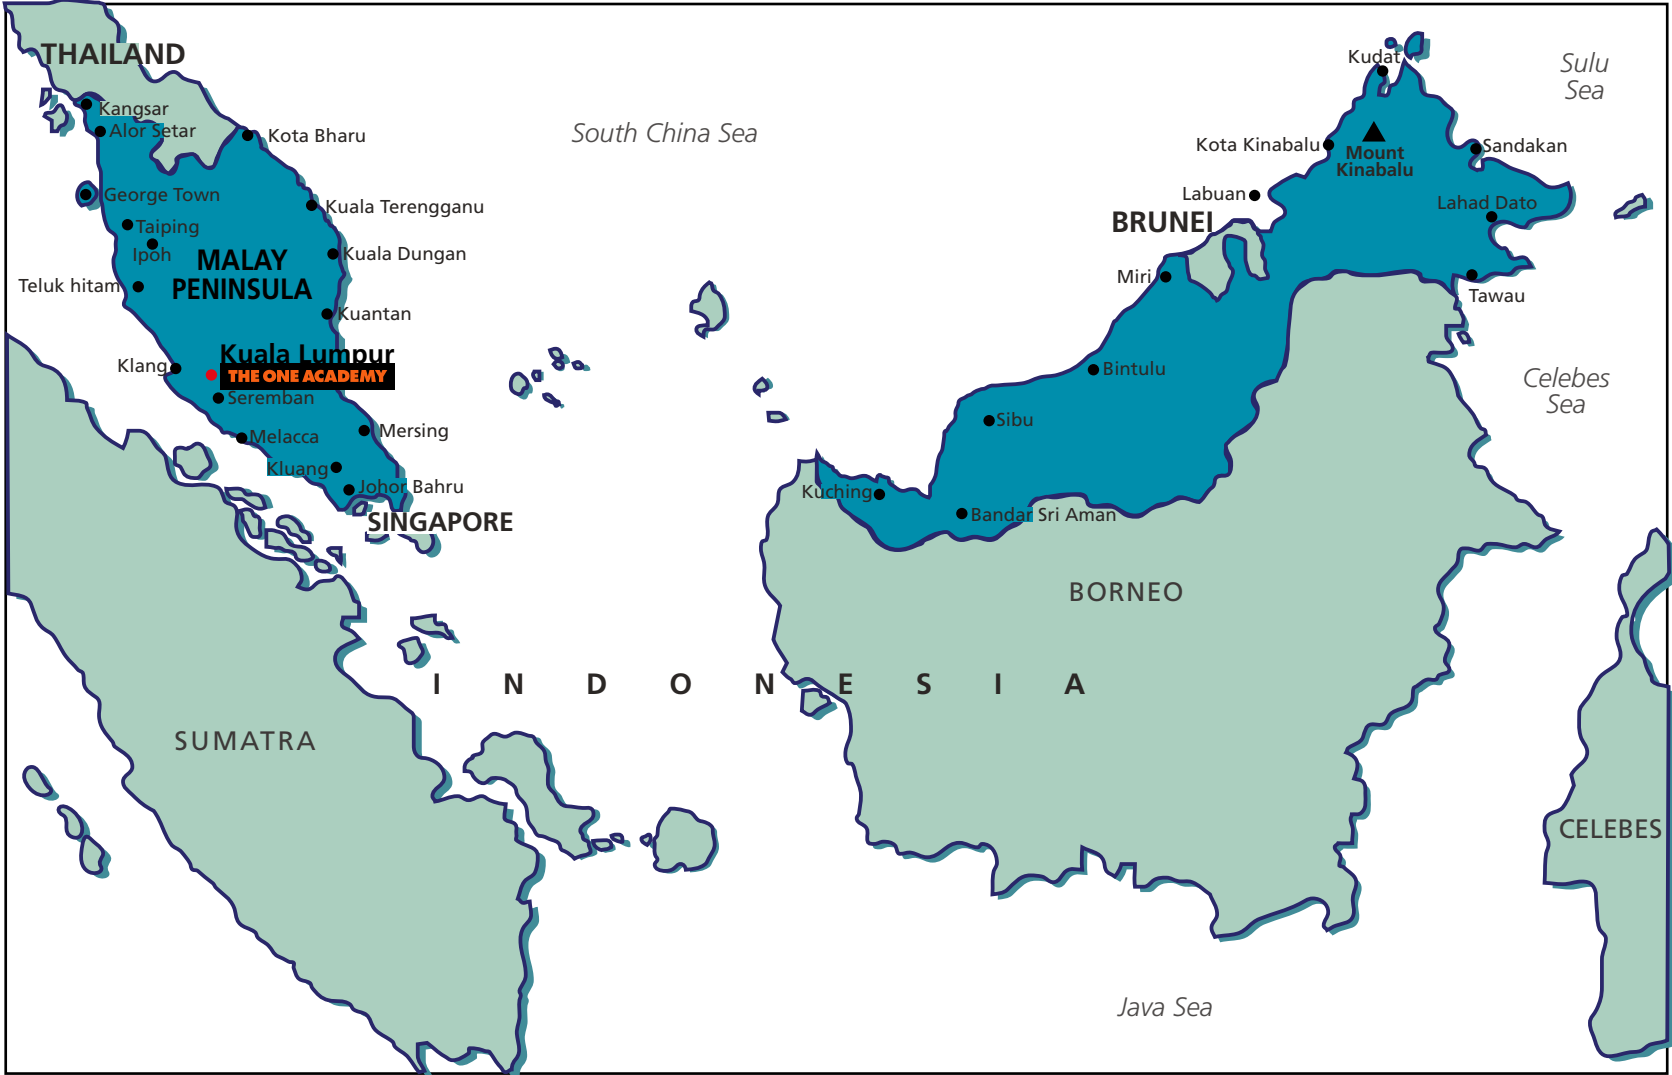 THAILAND
Kangsar
Alor Setar
Kota Bharu
George Town
Taiping
Ipoh
Kuala Terengganu
Kuala Dungan
MALAY
PENINSULA
Teluk hitam
Kuantan
Klang
Kuala Lumpur
THE ONE ACADEMY
Seremban
Melacca
Mersing
Kluang
Johor Bahru
SINGAPORE
South China Sea
Kudat
Sulu
Sea
Kota Kinabalu
Mount
Kinabalu
Sandakan
Labuan
Lahad Dato
BRUNEI
Miri
Tawau
Bintulu
Celebes
Sea
Sibu
Kuching
Bandar Sri Aman
BORNEO
INDONESIA
SUMATRA
CELEBES
Java Sea